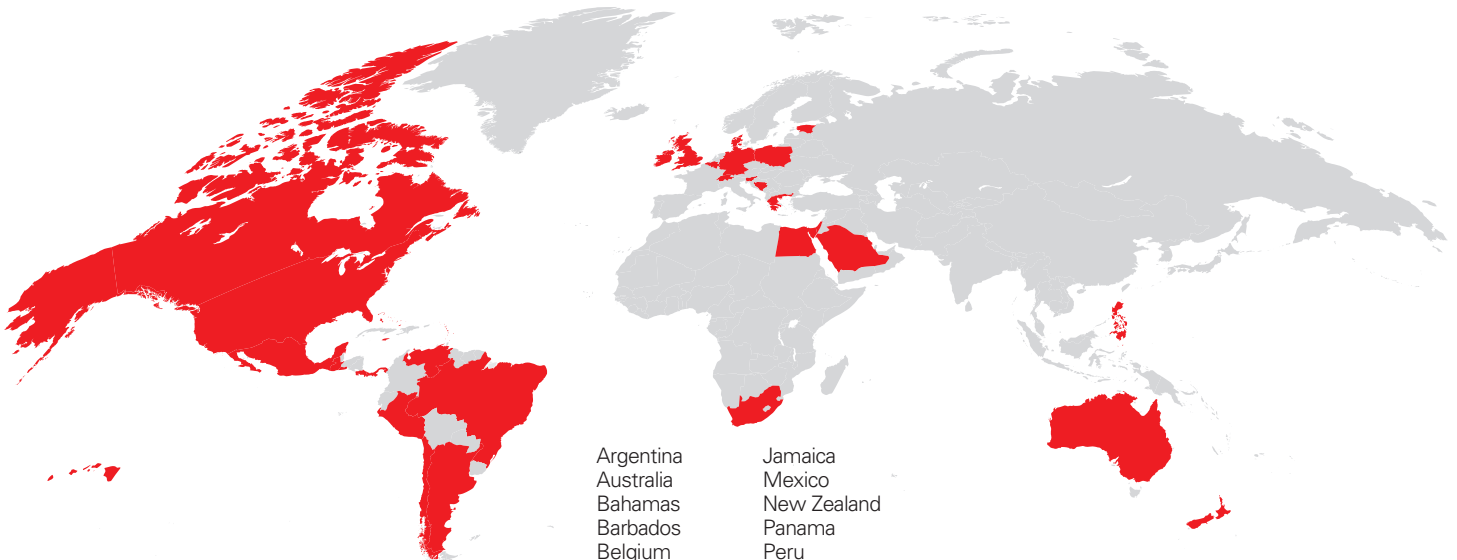 Argentina
Australia
Bahamas
Barbados
Belgium
Jamaica
Mexico
New Zealand
Panama
Peru